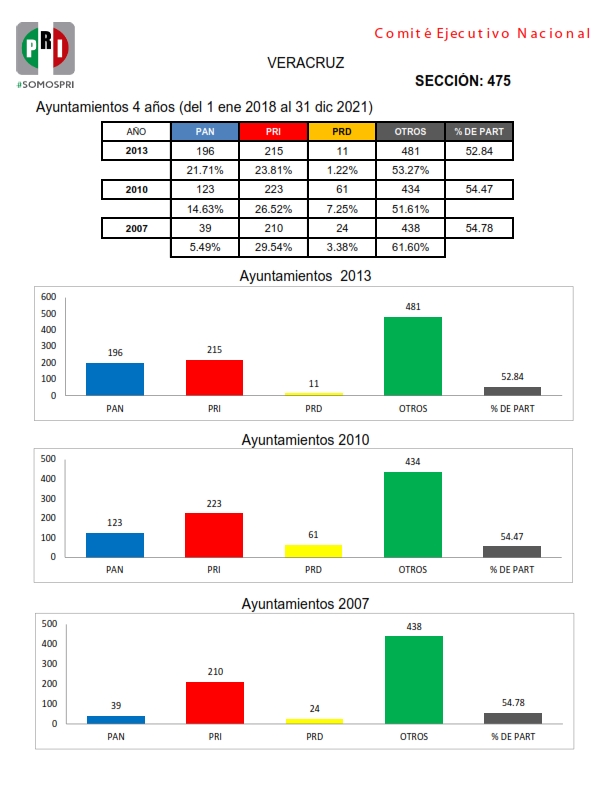 Comité Ejecutivo Nacional
PRI
#SOMOSPRI
VERACRUZ
SECCIÓN: 475
Ayuntamientos 4 años (del 1 ene 2018 al 31 dic 2021)
AÑO PAN PRI PRD OTROS % DE PART
2013 196 215 11 481 52.84
21.71% 23.81% 1.22% 53.27%
2010 123 223 61 434 54.47
14.63% 26.52% 7.25% 51.61%
2007 39 210 24 438 54.78
5.49% 29.54% 3.38% 61.60%
Ayuntamientos 2013
600
500
400
300
200
100
0
196 215 11 481 52.84
PAN PRI PRD OTROS % DE PART
Ayuntamientos 2010
500
400
300
200
100
0
123 223 61 434 54.47
PAN PRI PRD OTROS % DE PART
Ayuntamientos 2007
500
400
300
200
100
0
39 210 24 438 54.78
PAN PRI PRD OTROS % DE PART